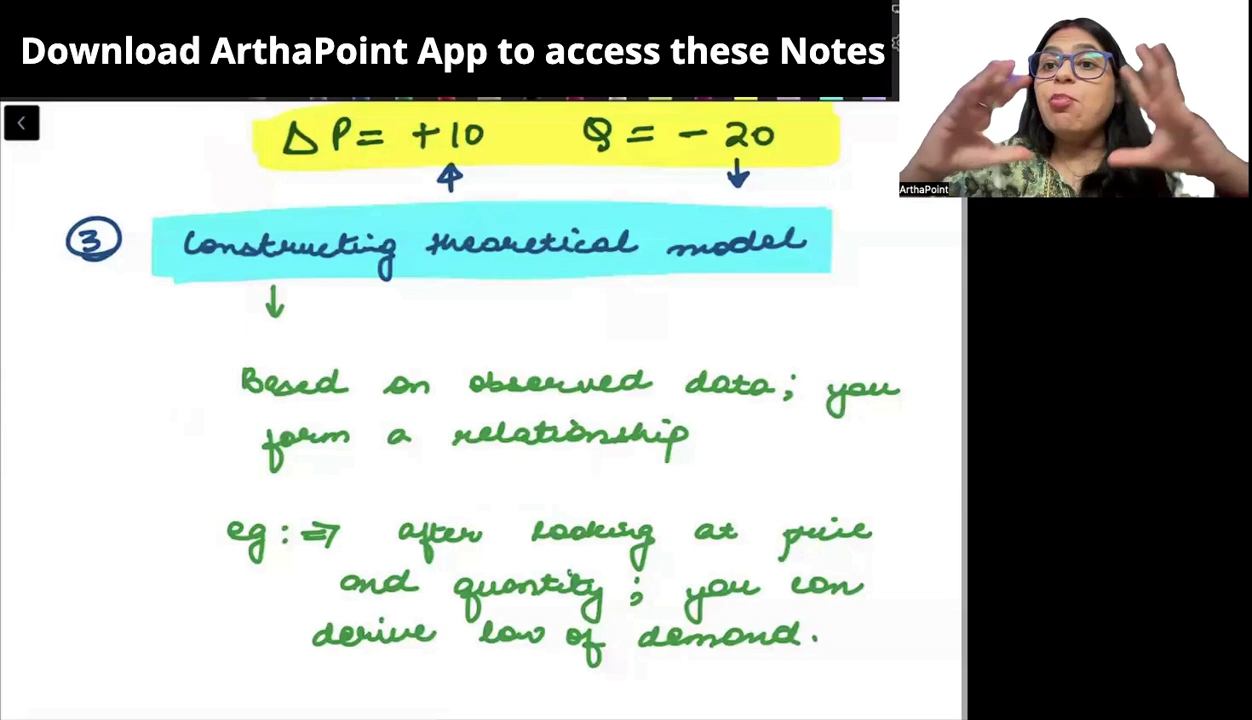 Download ArthaPoint App to access these Notes
ArthaPoint
Δ P = +10 Q = - 20
↑ ↓
③ Constructing theoretical model
↓
Based on observed data; you
form a relationship
eg: ⇒ after looking at price
and quantity; you can
derive law of demand.